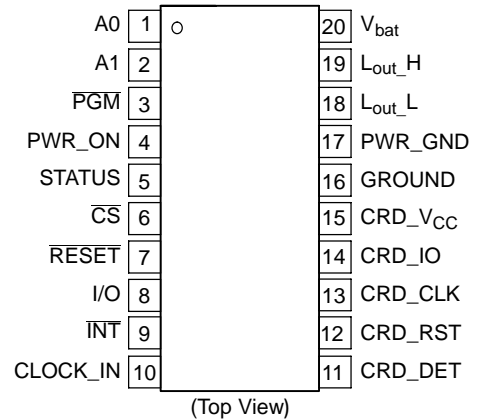 A0 1 20 Vbat
A1 2 19 Lout_H
PGM 3 18 Lout_L
PWR_ON 4 17 PWR_GND
STATUS 5 16 GROUND
CS 6 15 CRD_VCC
RESET 7 14 CRD_IO
I/O 8 13 CRD_CLK
INT 9 12 CRD_RST
CLOCK_IN 10 11 CRD_DET
(Top View)